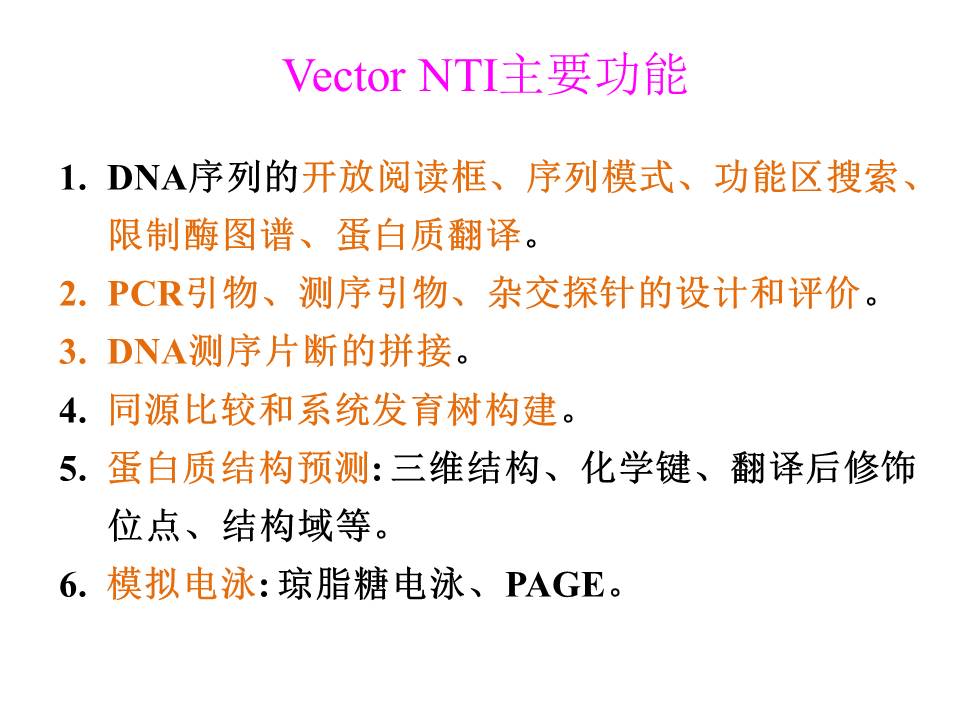 Vector NTI主要功能
1. DNA序列的开放阅读框、序列模式、功能区搜索、
限制酶图谱、蛋白质翻译。
2. PCR引物、测序引物、杂交探针的设计和评价。
3. DNA测序片断的拼接。
4. 同源比较和系统发育树构建。
5. 蛋白质结构预测: 三维结构、化学键、翻译后修饰
位点、结构域等。
6. 模拟电泳: 琼脂糖电泳、PAGE。